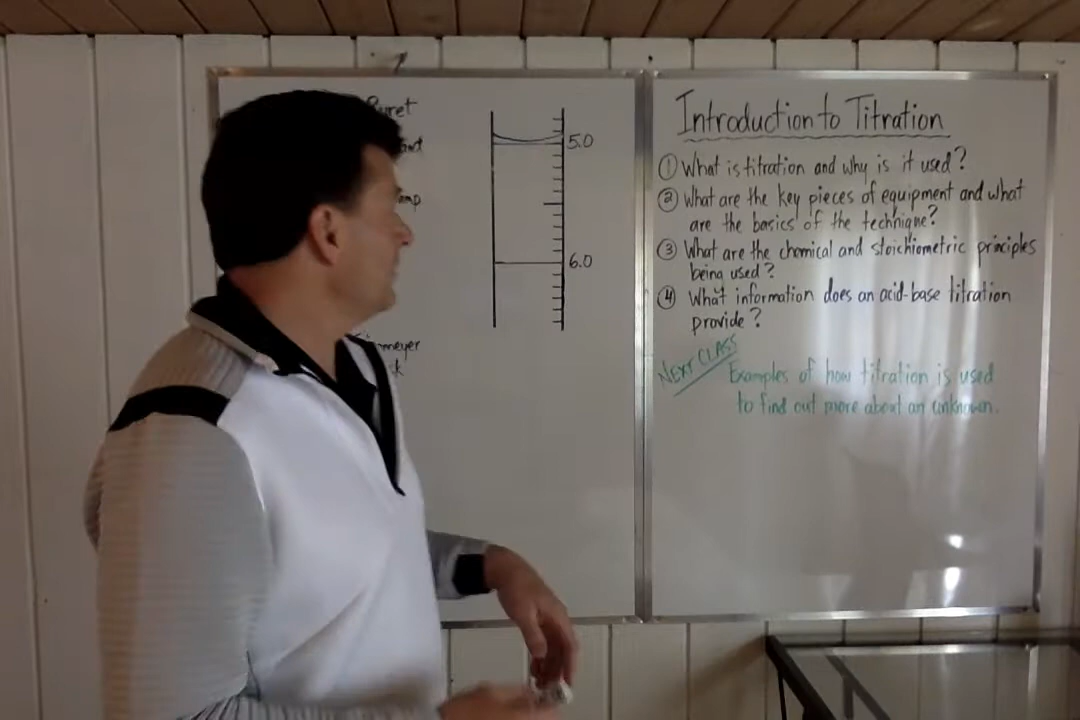 Buret
5.0
6.0
Introduction to Titration
① What is titration and why is it used?
② What are the key pieces of equipment and what
are the basics of the technique?
③ What are the chemical and stoichiometric principles
being used?
④ What information does an acid-base titration
provide?
NEXT CLASS
Examples of how titration is used
to find out more about an unknown.